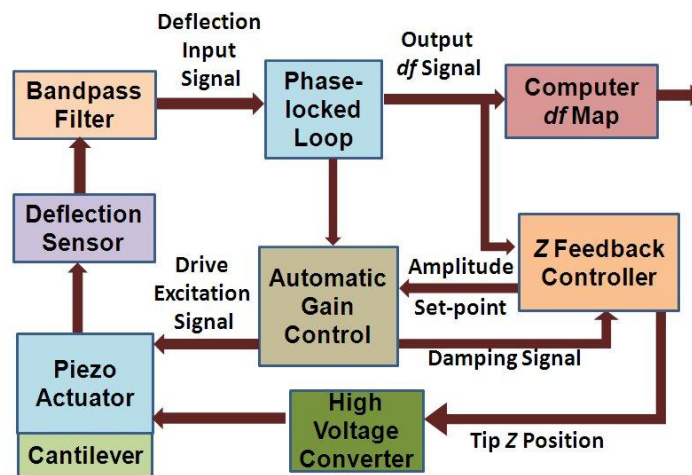 Deflection
Input
Signal
Output
df Signal
Bandpass
Filter
Phase-
locked
Loop
Computer
df Map
Deflection
Sensor
Drive
Excitation
Signal
Automatic
Gain
Control
Amplitude
Set-point
Z Feedback
Controller
Damping Signal
Piezo
Actuator
Cantilever
High
Voltage
Converter
Tip Z Position